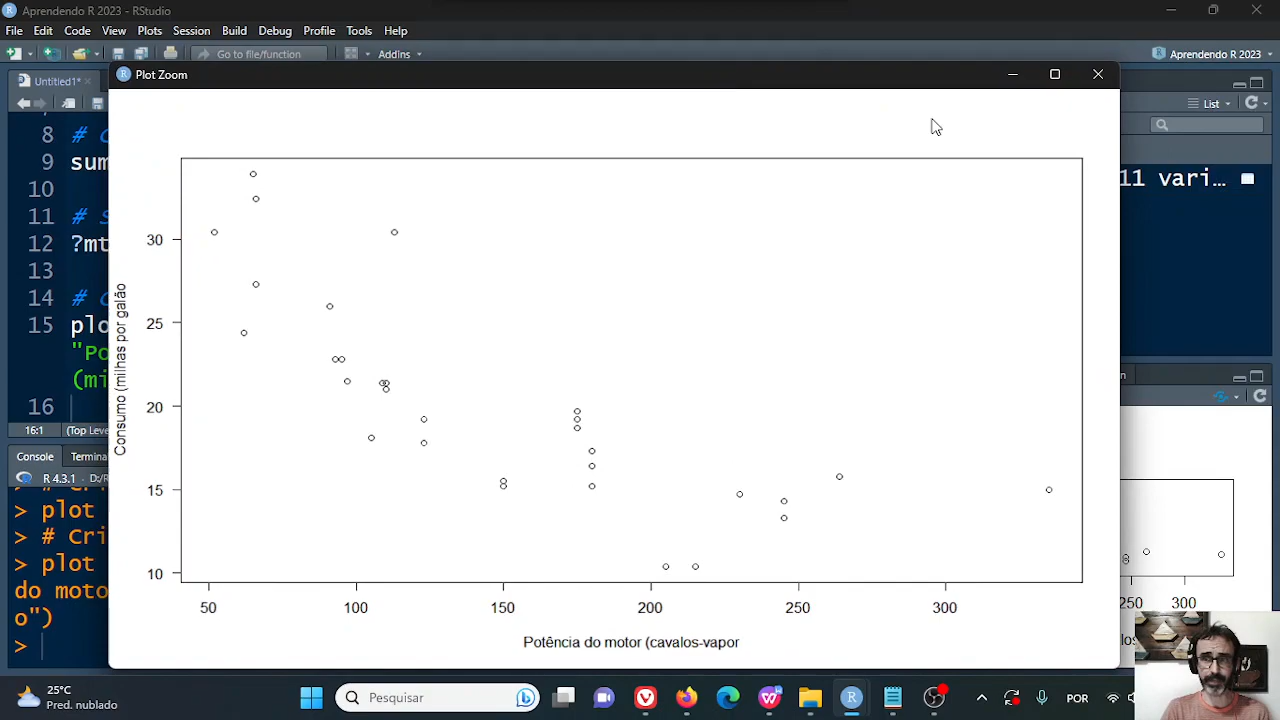 Aprendendo R 2023 - RStudio
File Edit Code View Plots Session Build Debug Profile Tools Help
Go to file/function Addins Aprendendo R 2023
Untitled1*
Plot Zoom
List
8 #
9 sum
10
11 #
12 ?mt
13
14 #
15 plo
"Po
(mi
16
11 vari...
16:1 (Top Leve
Console Termina
R 4.3.1 - D:/R
> plot
> # Cri
> plot
do moto
o")
>
30
25
20
15
10
Consumo (milhas por galão
50 100 150 200 250 300
Potência do motor (cavalos-vapor
250 300
25°C
Pred. nublado
Pesquisar
POR